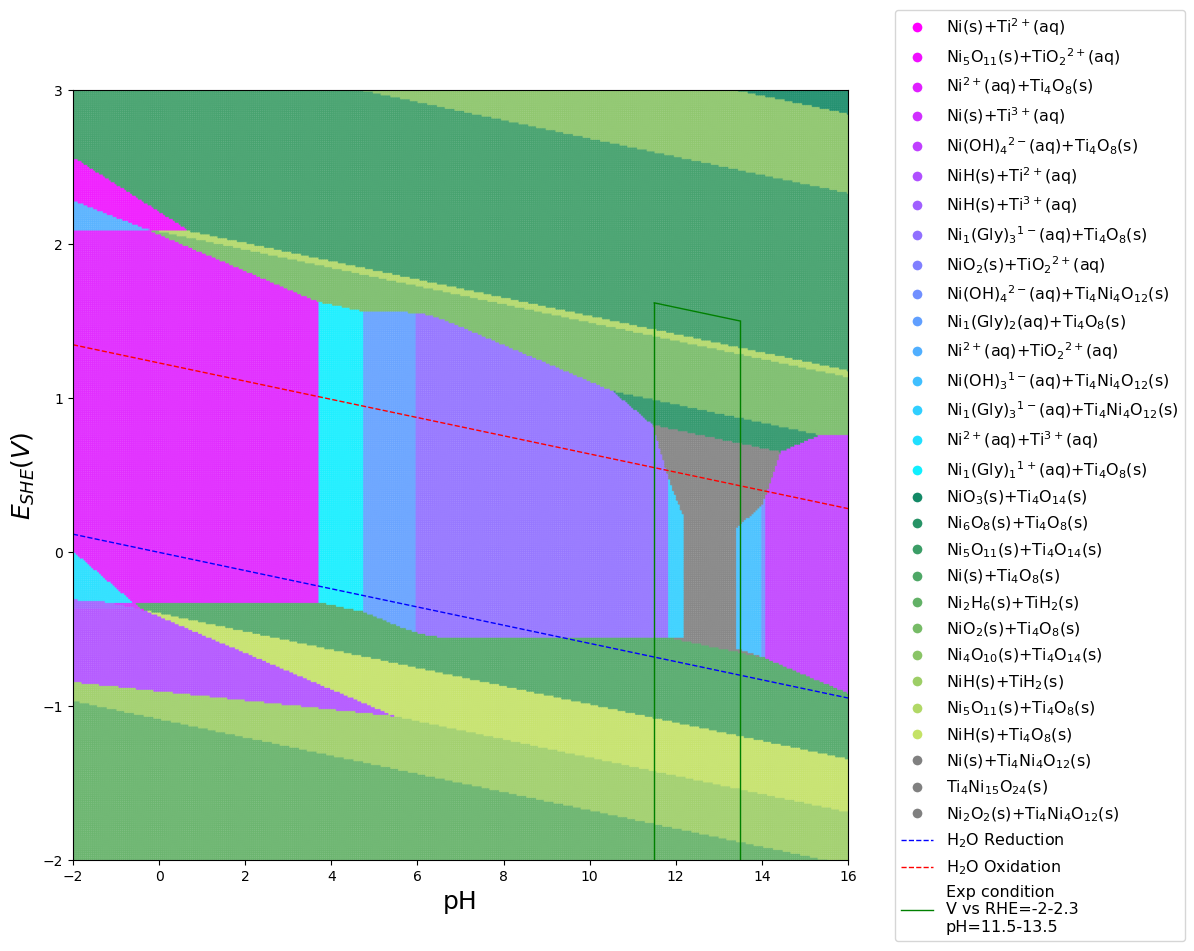 3
2
1
0
−1
−2
E_{SHE}(V)
−2 0 2 4 6 8 10 12 14 16
pH
Ni(s)+Ti²⁺(aq)
Ni₅O₁₁(s)+TiO₂²⁺(aq)
Ni²⁺(aq)+Ti₄O₈(s)
Ni(s)+Ti³⁺(aq)
Ni(OH)₄²⁻(aq)+Ti₄O₈(s)
NiH(s)+Ti²⁺(aq)
NiH(s)+Ti³⁺(aq)
Ni₁(Gly)₃¹⁻(aq)+Ti₄O₈(s)
NiO₂(s)+TiO₂²⁺(aq)
Ni(OH)₄²⁻(aq)+Ti₄Ni₄O₁₂(s)
Ni₁(Gly)₂(aq)+Ti₄O₈(s)
Ni²⁺(aq)+TiO₂²⁺(aq)
Ni(OH)₃¹⁻(aq)+Ti₄Ni₄O₁₂(s)
Ni₁(Gly)₃¹⁻(aq)+Ti₄Ni₄O₁₂(s)
Ni²⁺(aq)+Ti³⁺(aq)
Ni₁(Gly)₁¹⁺(aq)+Ti₄O₈(s)
NiO₃(s)+Ti₄O₁₄(s)
Ni₆O₈(s)+Ti₄O₈(s)
Ni₅O₁₁(s)+Ti₄O₁₄(s)
Ni(s)+Ti₄O₈(s)
Ni₂H₆(s)+TiH₂(s)
NiO₂(s)+Ti₄O₈(s)
Ni₄O₁₀(s)+Ti₄O₁₄(s)
NiH(s)+TiH₂(s)
Ni₅O₁₁(s)+Ti₄O₈(s)
NiH(s)+Ti₄O₈(s)
Ni(s)+Ti₄Ni₄O₁₂(s)
Ti₄Ni₁₅O₂₄(s)
Ni₂O₂(s)+Ti₄Ni₄O₁₂(s)
H₂O Reduction
H₂O Oxidation
Exp condition
V vs RHE=-2-2.3
pH=11.5-13.5